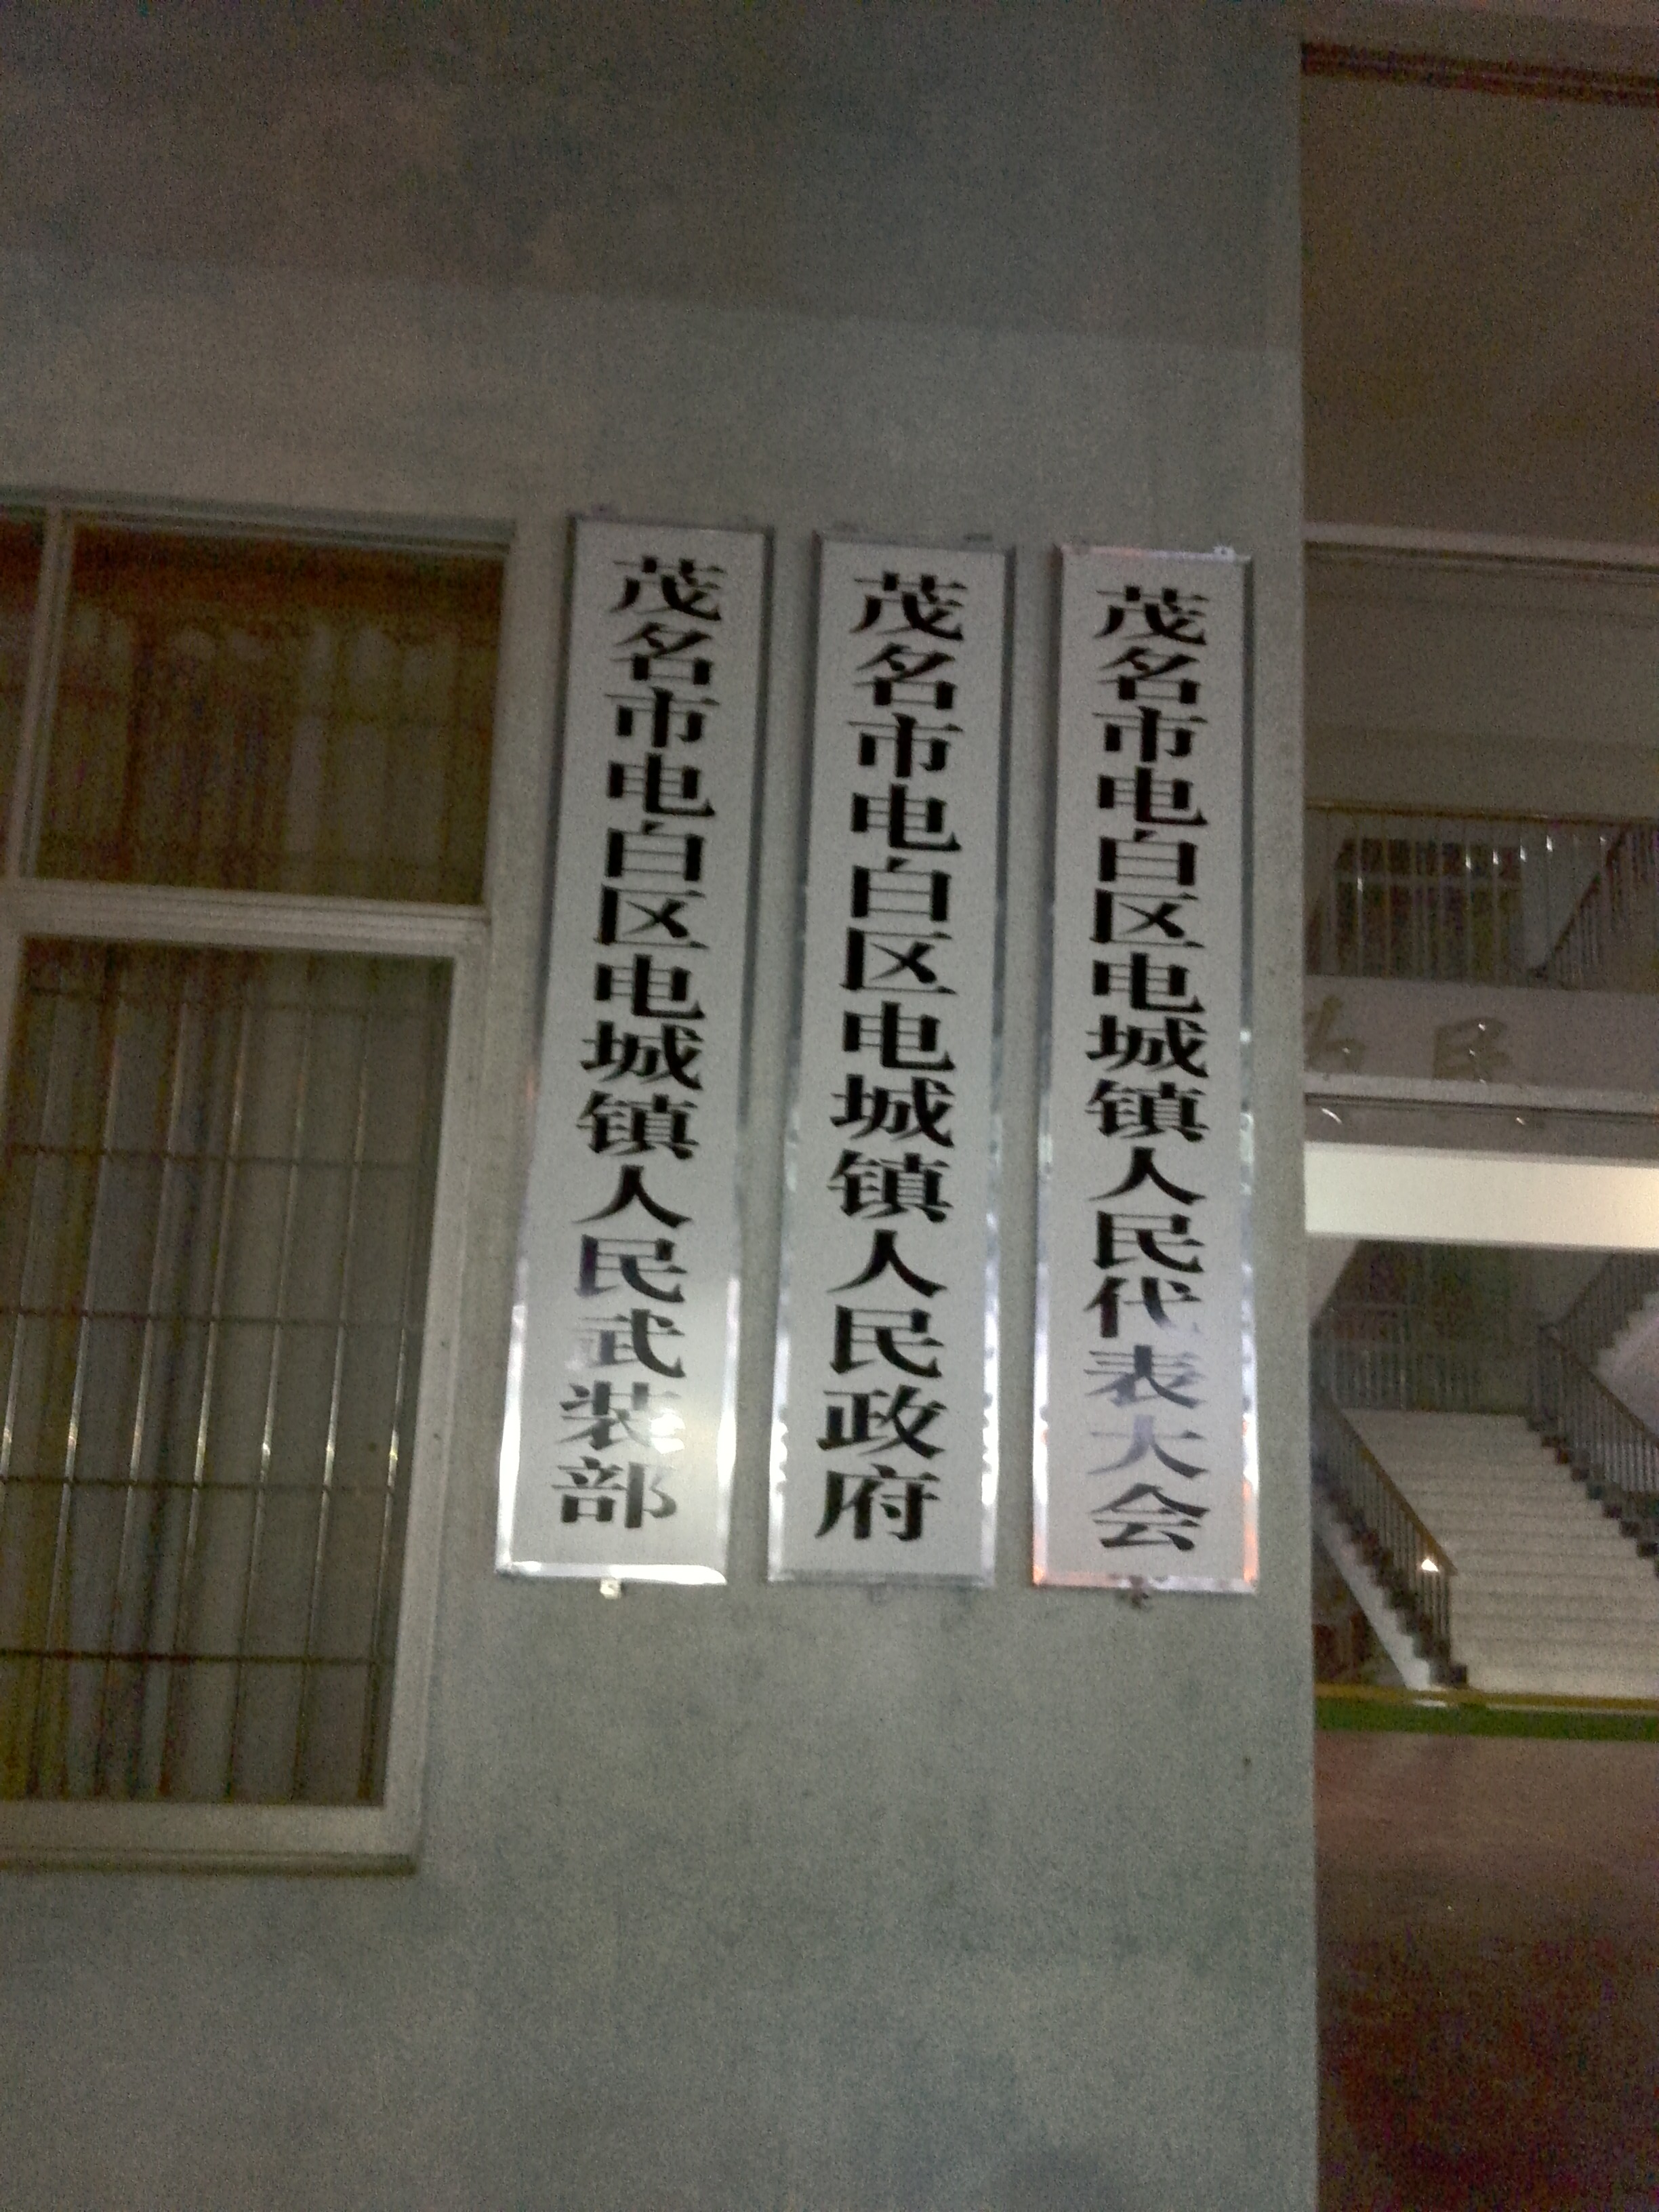 茂名市电白区电城镇人民武装部
茂名市电白区电城镇人民政府
茂名市电白区电城镇人民代表大会
民